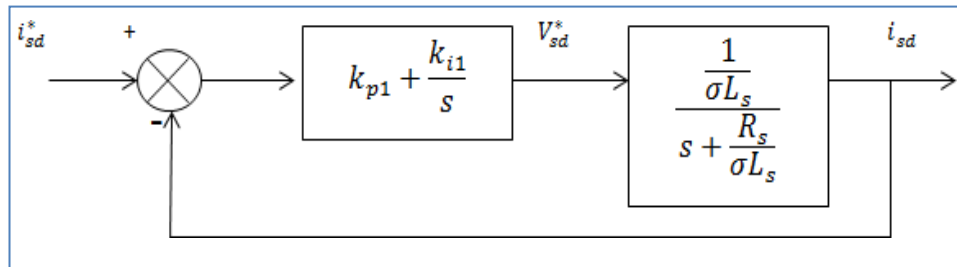 i*sd
+
-
kp1 + ki1/s
V*sd
1/σLs
s + Rs/σLs
isd